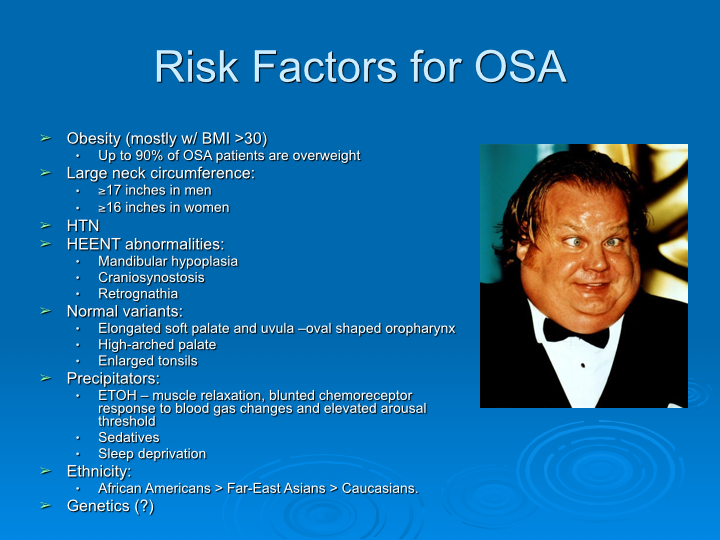 Risk Factors for OSA
➢ Obesity (mostly w/ BMI >30)
• Up to 90% of OSA patients are overweight
➢ Large neck circumference:
• ≥17 inches in men
• ≥16 inches in women
➢ HTN
➢ HEENT abnormalities:
• Mandibular hypoplasia
• Craniosynostosis
• Retrognathia
➢ Normal variants:
• Elongated soft palate and uvula –oval shaped oropharynx
• High-arched palate
• Enlarged tonsils
➢ Precipitators:
• ETOH – muscle relaxation, blunted chemoreceptor
response to blood gas changes and elevated arousal
threshold
• Sedatives
• Sleep deprivation
➢ Ethnicity:
• African Americans > Far-East Asians > Caucasians.
➢ Genetics (?)